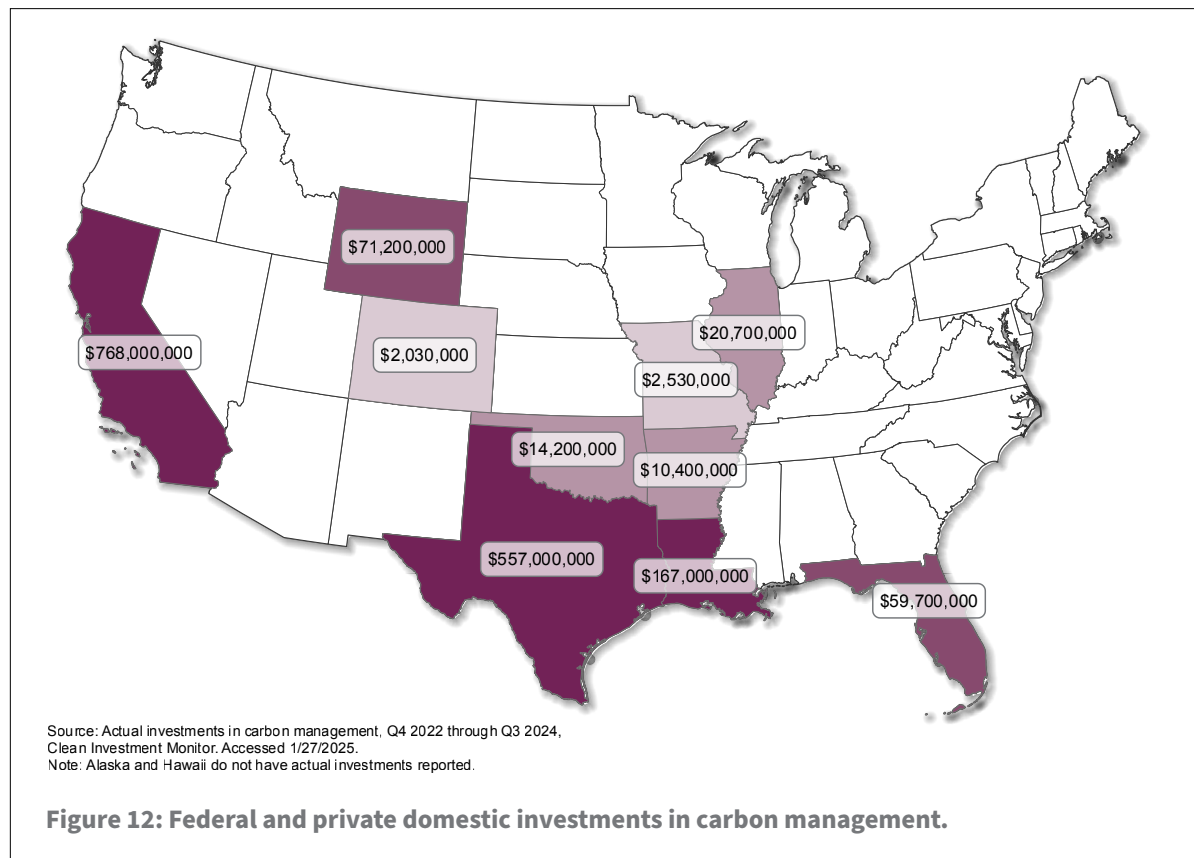 $71,200,000
$20,700,000
$768,000,000
$2,030,000
$2,530,000
$14,200,000
$10,400,000
$557,000,000
$167,000,000
$59,700,000
Source: Actual investments in carbon management, Q4 2022 through Q3 2024,
Clean Investment Monitor. Accessed 1/27/2025.
Note: Alaska and Hawaii do not have actual investments reported.
Figure 12: Federal and private domestic investments in carbon management.